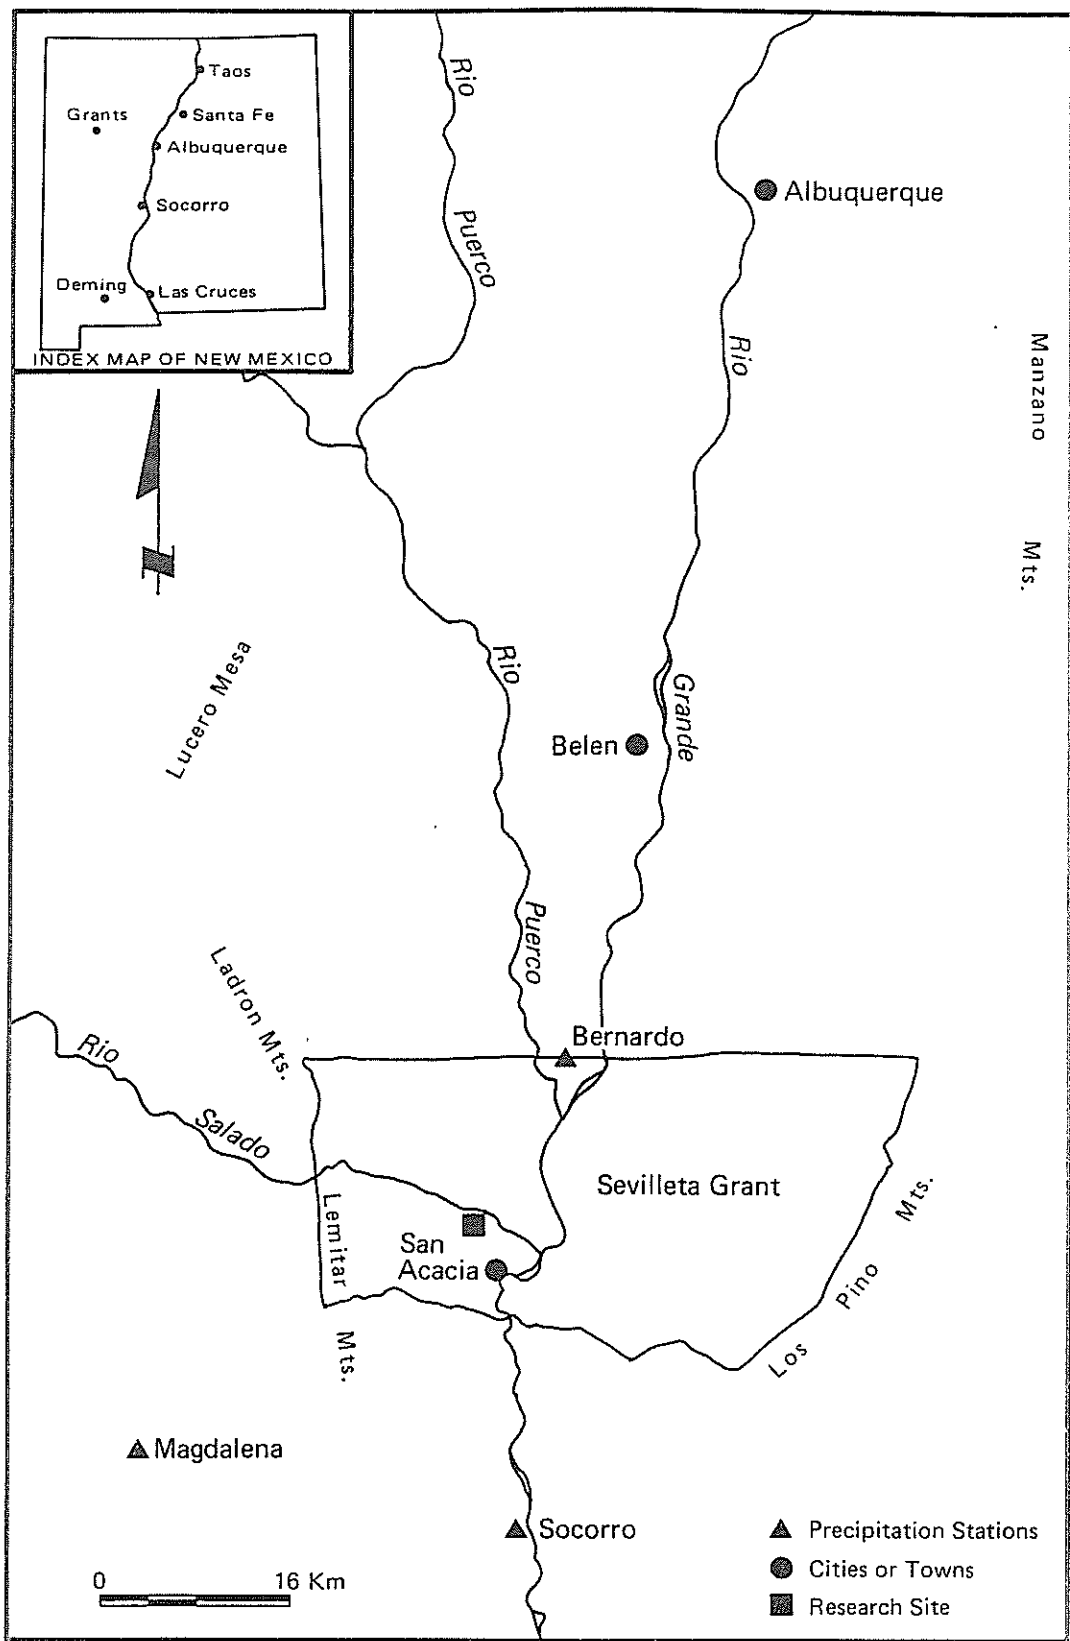 Taos
Grants
Santa Fe
Albuquerque
Socorro
Deming
Las Cruces
INDEX MAP OF NEW MEXICO
Rio
Puerco
Albuquerque
Rio
Grande
Manzano
Mts.
Lucero Mesa
Rio
Puerco
Belen
Ladron Mts.
Bernardo
Rio
Salado
Sevilleta Grant
Lemitar
Mts.
San
Acacia
Los
Pino
Mts.
Magdalena
Socorro
0 16 Km
Precipitation Stations
Cities or Towns
Research Site